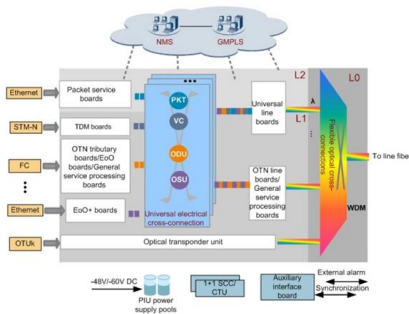 NMS
GMPLS
L2
L0
Ethernet
Packet service
boards
PKT
Universal
line
boards
λ
L1
STM-N
TDM boards
VC
FC
OTN tributary
boards/EoO
boards/General
service processing
boards
ODU
Flexible optical cross-
connections
To line fibe
OSU
OTN line
boards/
General
service
processing
boards
Ethernet
EoO+ boards
Universal electrical
cross-connection
WDM
OTUk
Optical transponder unit
-48V/-60V DC
PIU power
supply pools
1+1 SCC/
CTU
Auxiliary
interface
board
External alarm
Synchronization